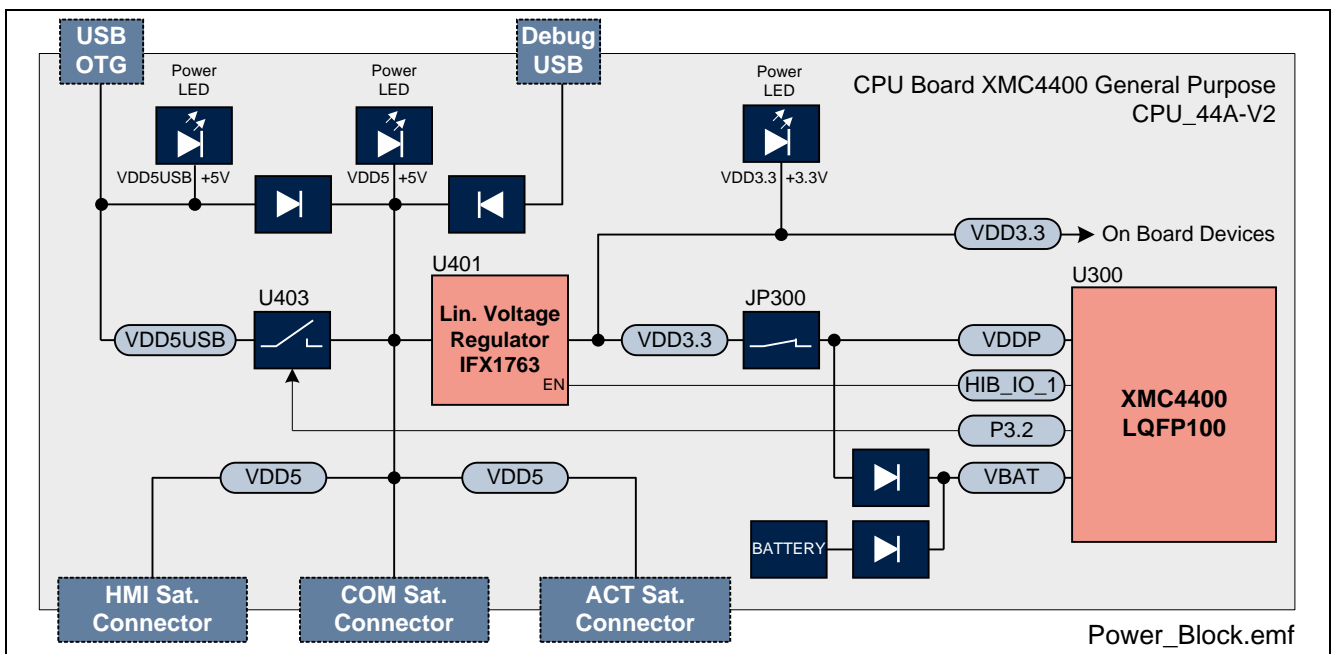 USB
OTG
Debug
USB
Power
LED
Power
LED
Power
LED
CPU Board XMC4400 General Purpose
CPU_44A-V2
VDD5USB +5V
VDD5 +5V
VDD3.3 +3.3V
VDD3.3
On Board Devices
U401
U300
U403
JP300
Lin. Voltage
Regulator
IFX1763
EN
VDD5USB
VDD3.3
VDDP
HIB_IO_1
P3.2
VBAT
XMC4400
LQFP100
VDD5
VDD5
BATTERY
HMI Sat.
Connector
COM Sat.
Connector
ACT Sat.
Connector
Power_Block.emf